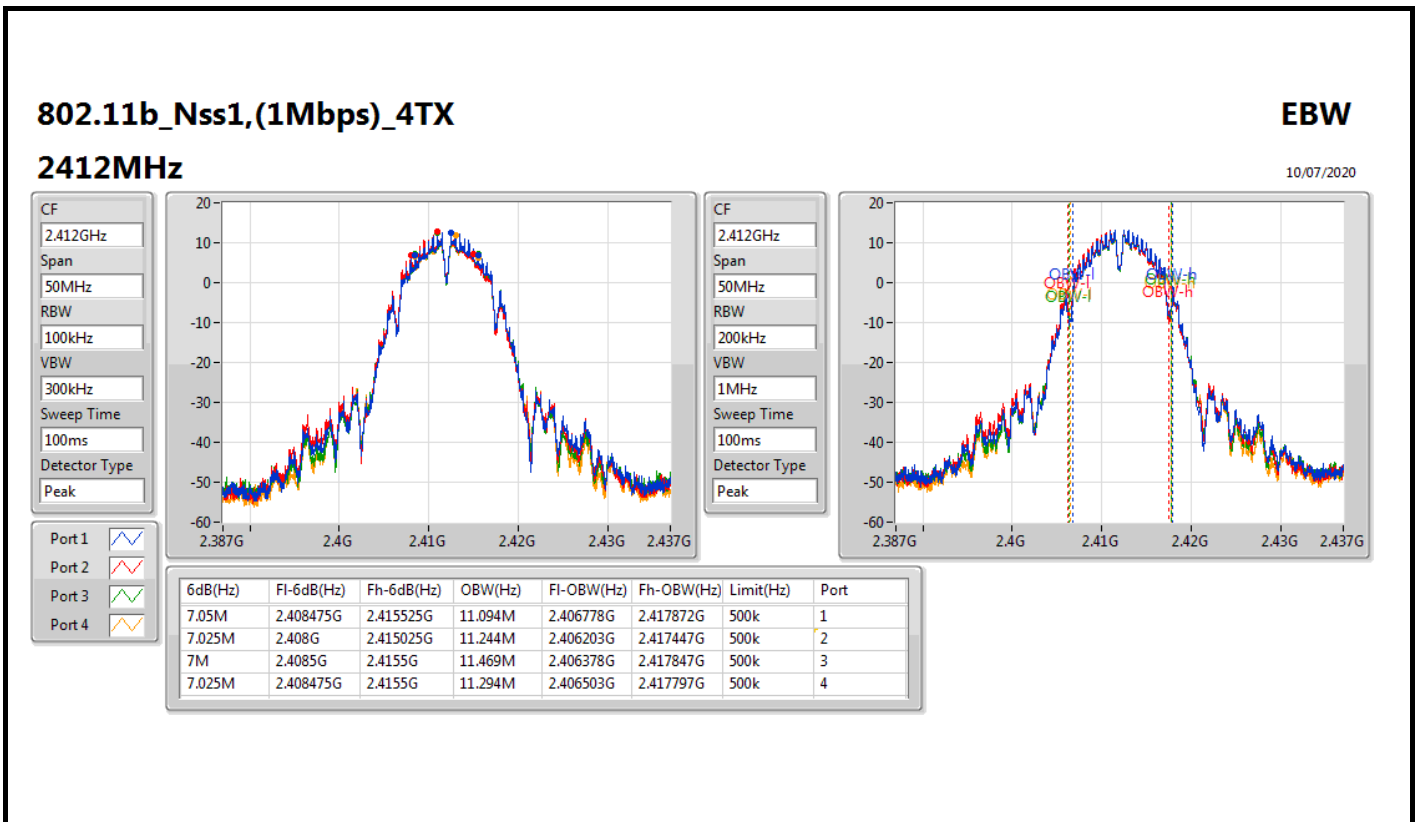 802.11b_Nss1,(1Mbps)_4TX
EBW
2412MHz
10/07/2020
CF
2.412GHz
Span
50MHz
RBW
100kHz
VBW
300kHz
Sweep Time
100ms
Detector Type
Peak
20
10
0
-10
-20
-30
-40
-50
-60
2.387G 2.4G 2.41G 2.42G 2.43G 2.437G
CF
2.412GHz
Span
50MHz
RBW
200kHz
VBW
1MHz
Sweep Time
100ms
Detector Type
Peak
20
10
0
-10
-20
-30
-40
-50
-60
OBW-l
OBW-l
OBW-l
OBW-h
OBW-h
OBW-h
2.387G 2.4G 2.41G 2.42G 2.43G 2.437G
Port 1
Port 2
Port 3
Port 4
6dB(Hz) Fl-6dB(Hz) Fh-6dB(Hz) OBW(Hz) Fl-OBW(Hz) Fh-OBW(Hz) Limit(Hz) Port
7.05M 2.408475G 2.415525G 11.094M 2.406778G 2.417872G 500k 1
7.025M 2.408G 2.415025G 11.244M 2.406203G 2.417447G 500k 2
7M 2.4085G 2.4155G 11.469M 2.406378G 2.417847G 500k 3
7.025M 2.408475G 2.4155G 11.294M 2.406503G 2.417797G 500k 4